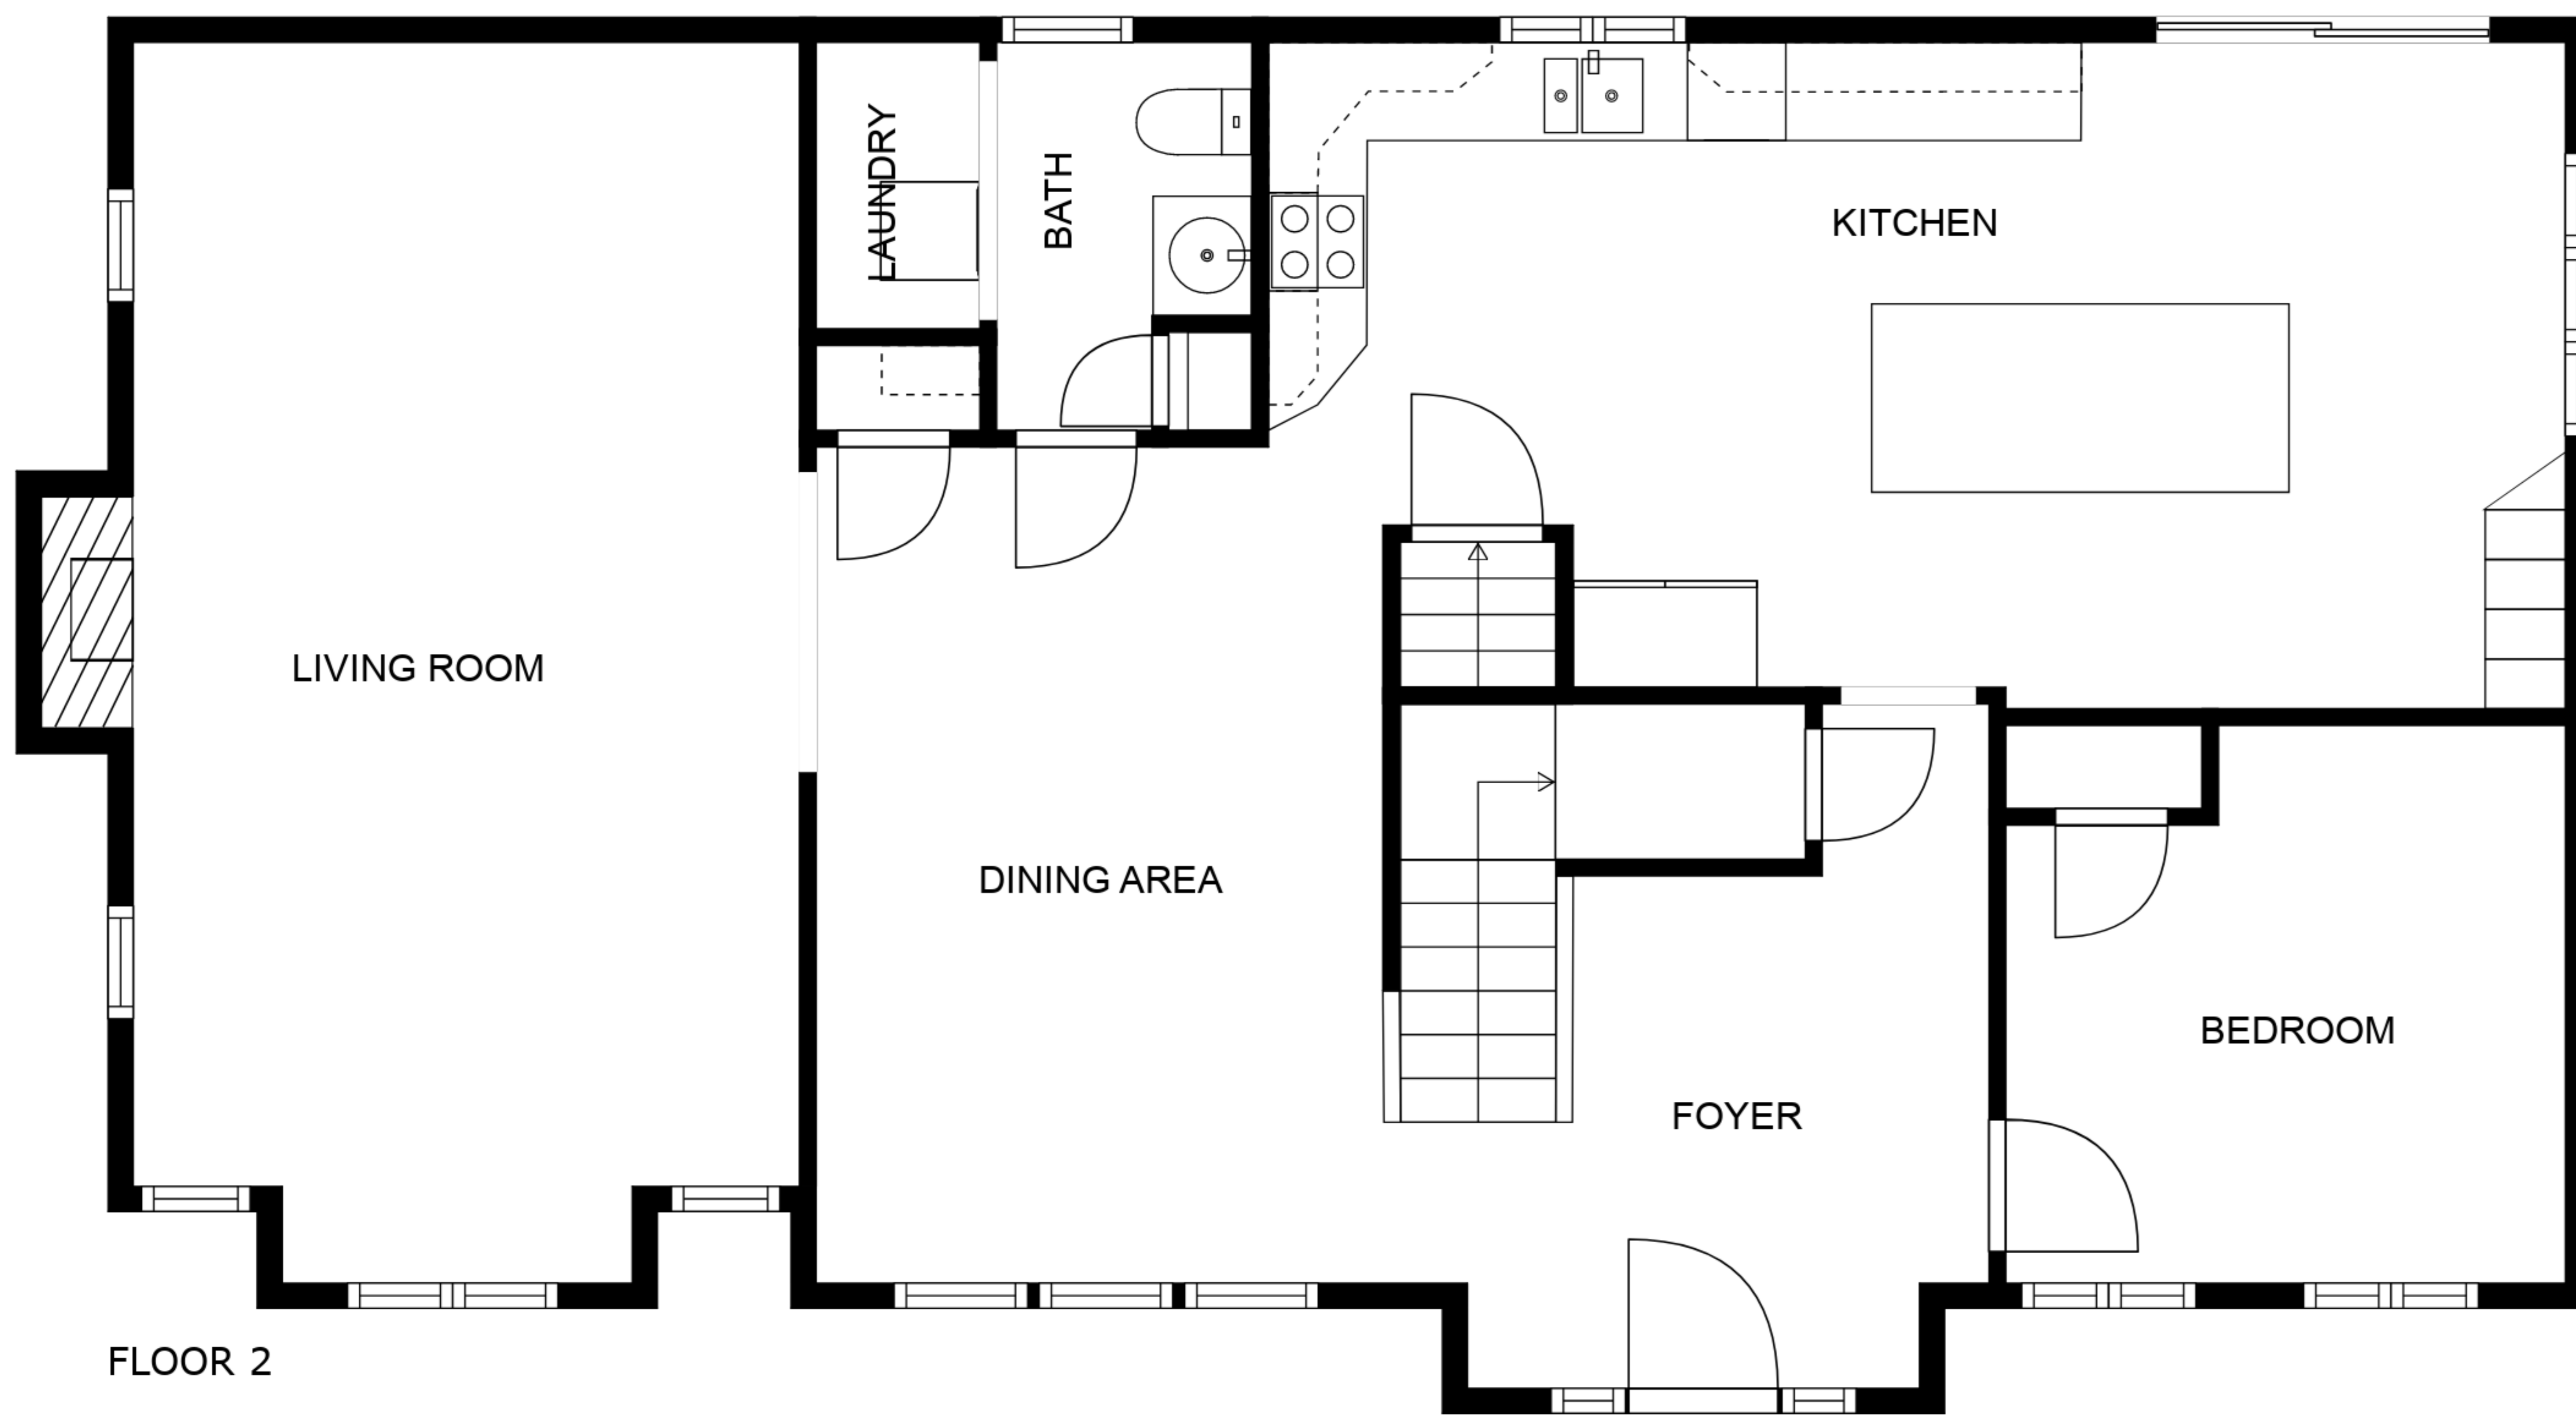 LAUNDRY
BATH
KITCHEN
LIVING ROOM
DINING AREA
BEDROOM
FOYER
FLOOR 2